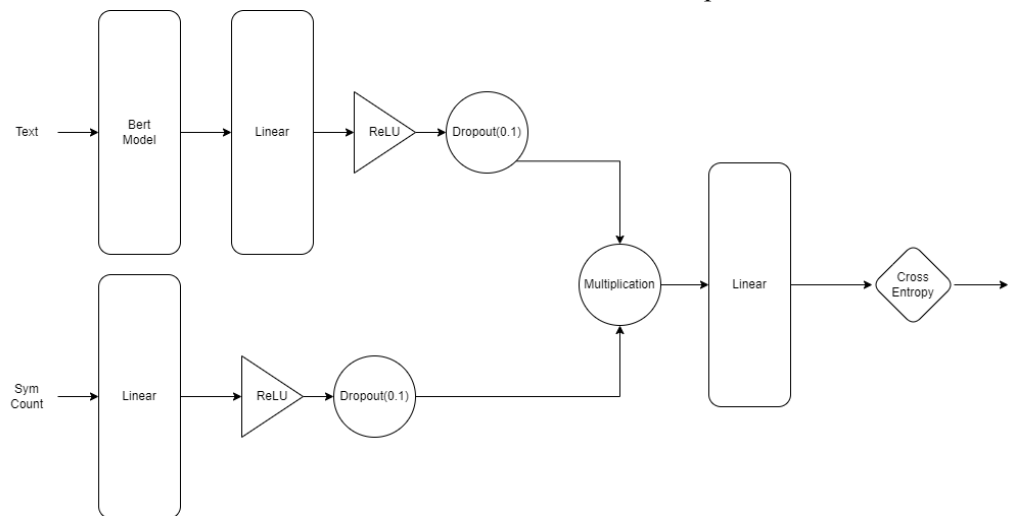 Text
Bert
Model
Linear
ReLU
Dropout(0.1)
Multiplication
Linear
Cross
Entropy
Sym
Count
Linear
ReLU
Dropout(0.1)